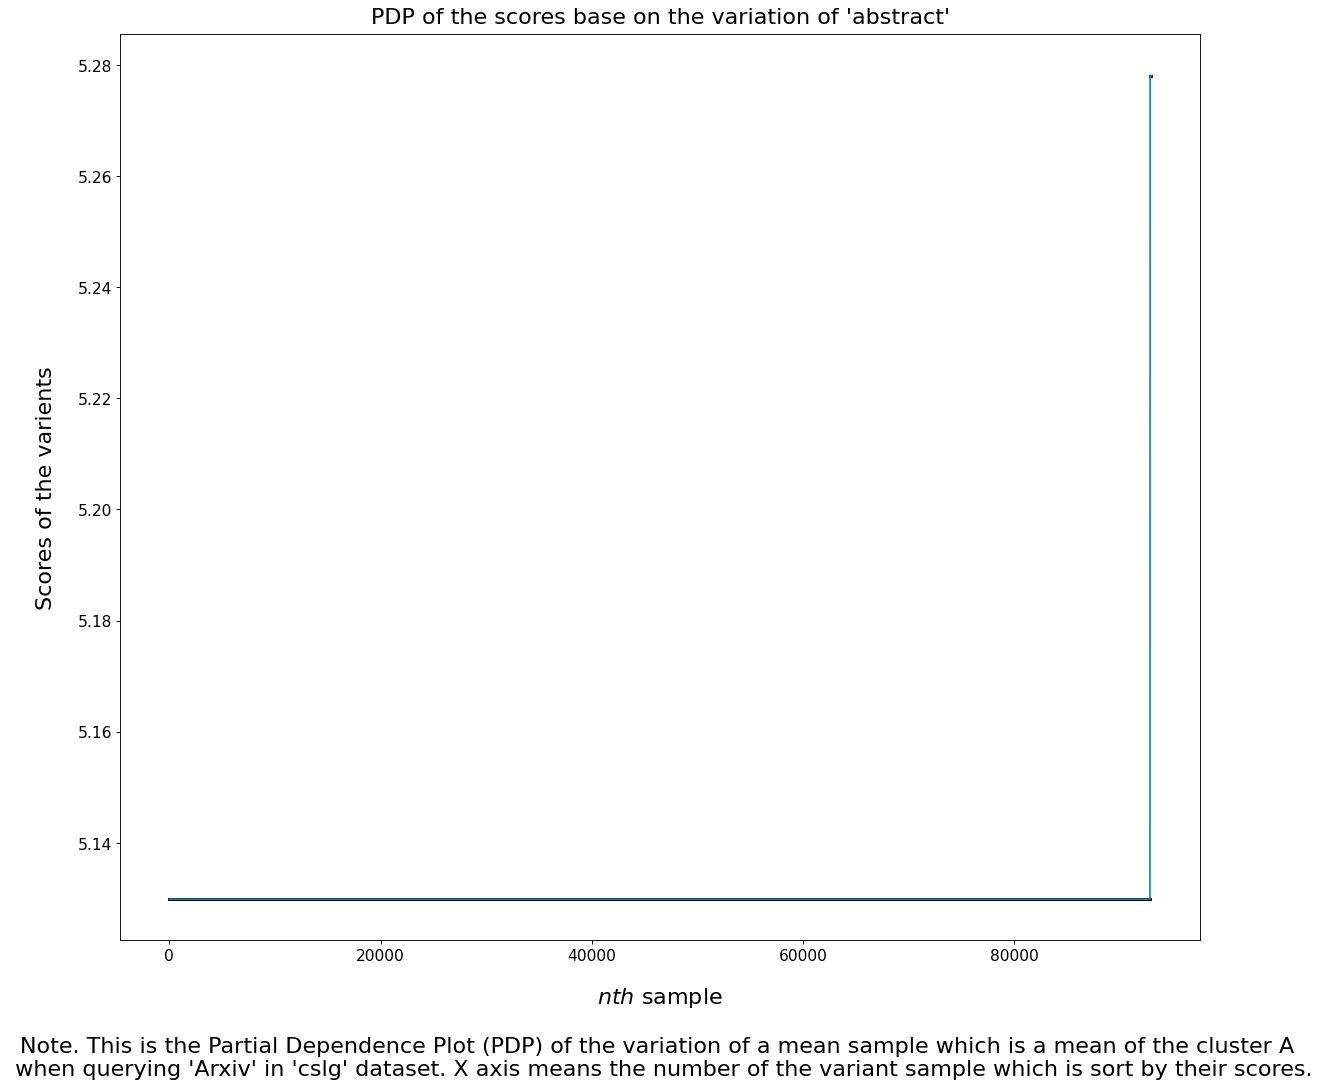 PDP of the scores base on the variation of 'abstract'
5.28
5.26
5.24
5.22
5.20
5.18
5.16
5.14
Scores of the varients
0 20000 40000 60000 80000
nth sample
Note. This is the Partial Dependence Plot (PDP) of the variation of a mean sample which is a mean of the cluster A
when querying 'Arxiv' in 'cslg' dataset. X axis means the number of the variant sample which is sort by their scores.